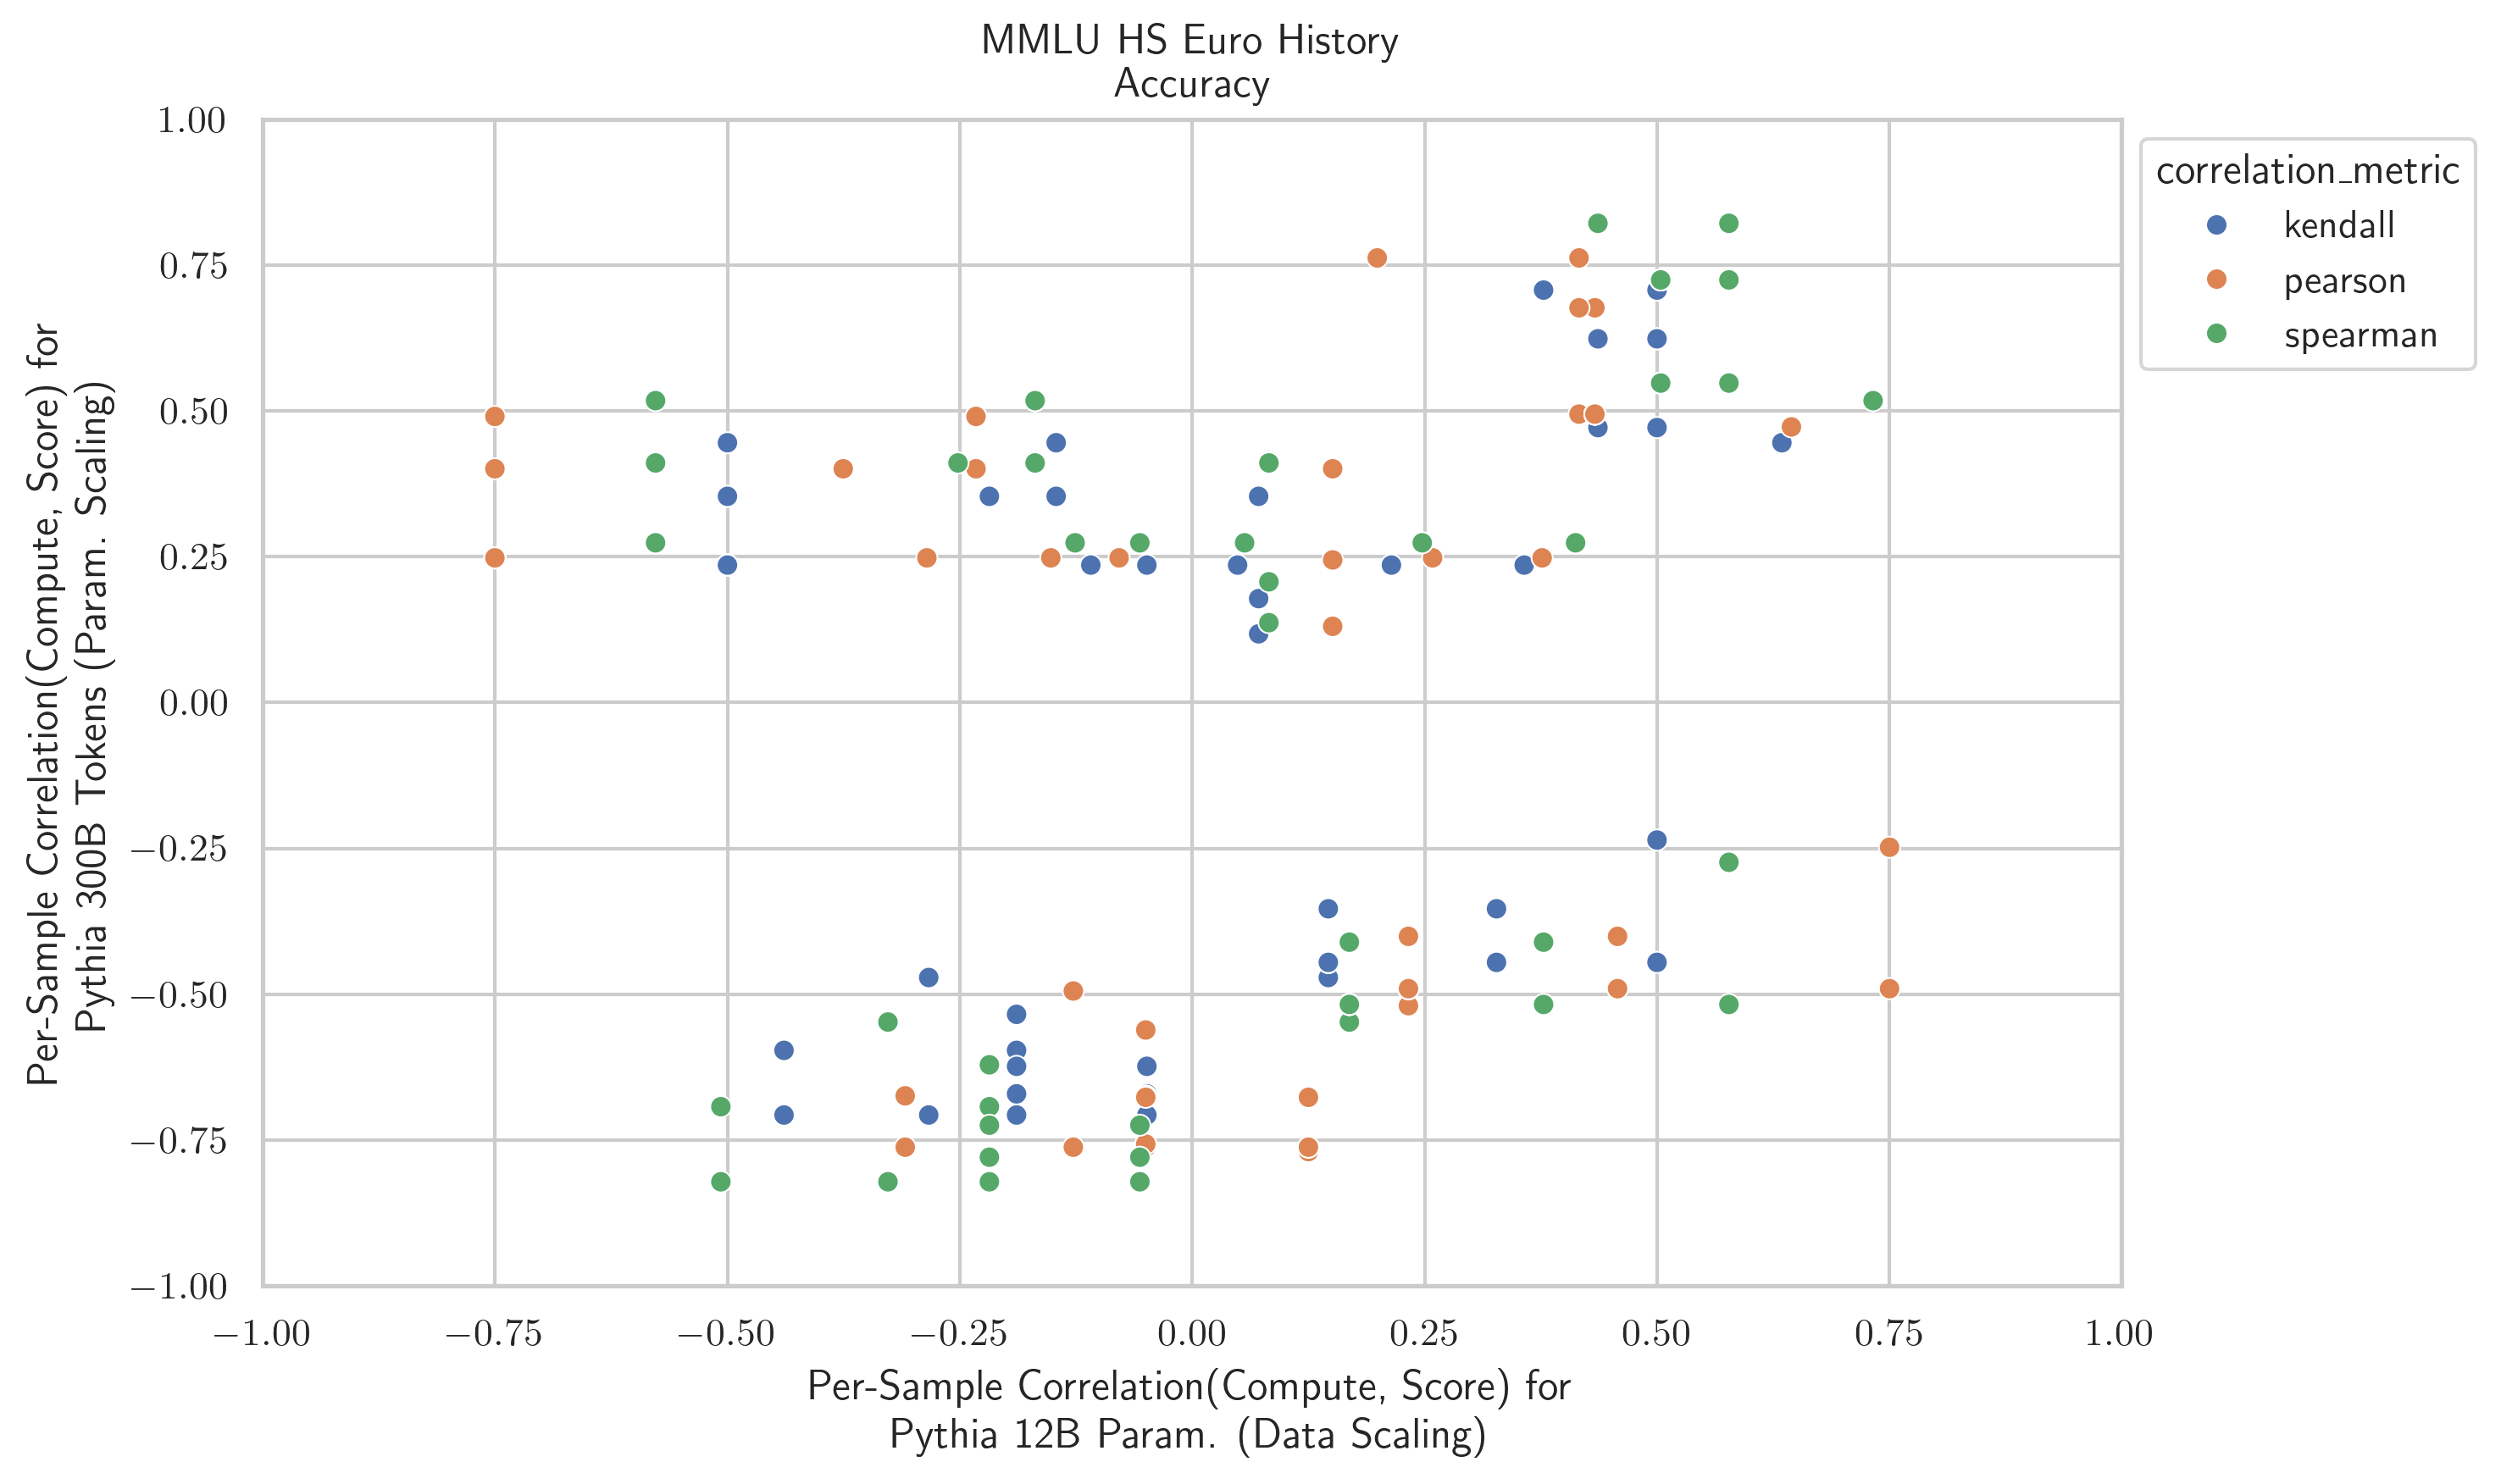 MMLU HS Euro History
Accuracy
Per-Sample Correlation(Compute, Score) for
Pythia 300B Tokens (Param. Scaling)
1.00
0.75
0.50
0.25
0.00
−0.25
−0.50
−0.75
−1.00
−1.00 −0.75 −0.50 −0.25 0.00 0.25 0.50 0.75 1.00
Per-Sample Correlation(Compute, Score) for
Pythia 12B Param. (Data Scaling)
correlation_metric
kendall
pearson
spearman